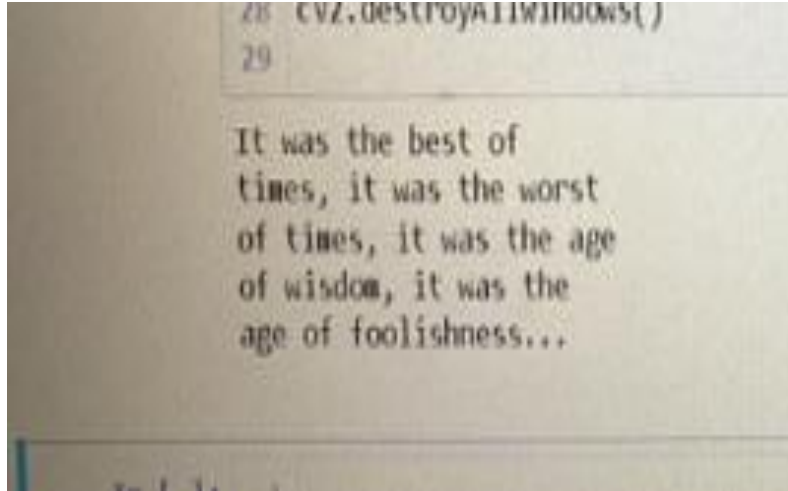 28 cv2.destroyAllWindows()
29
It was the best of
times, it was the worst
of times, it was the age
of wisdom, it was the
age of foolishness...